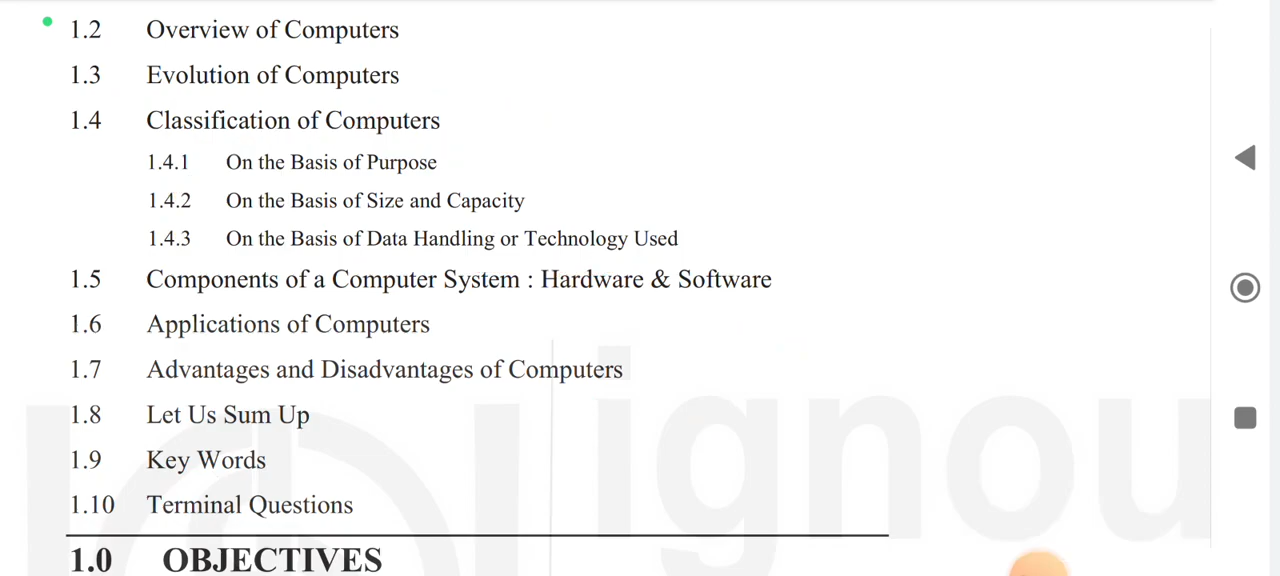 1.2 Overview of Computers
1.3 Evolution of Computers
1.4 Classification of Computers
1.4.1 On the Basis of Purpose
1.4.2 On the Basis of Size and Capacity
1.4.3 On the Basis of Data Handling or Technology Used
1.5 Components of a Computer System : Hardware & Software
1.6 Applications of Computers
1.7 Advantages and Disadvantages of Computers
1.8 Let Us Sum Up
1.9 Key Words
1.10 Terminal Questions
ignou
1.0 OBJECTIVES